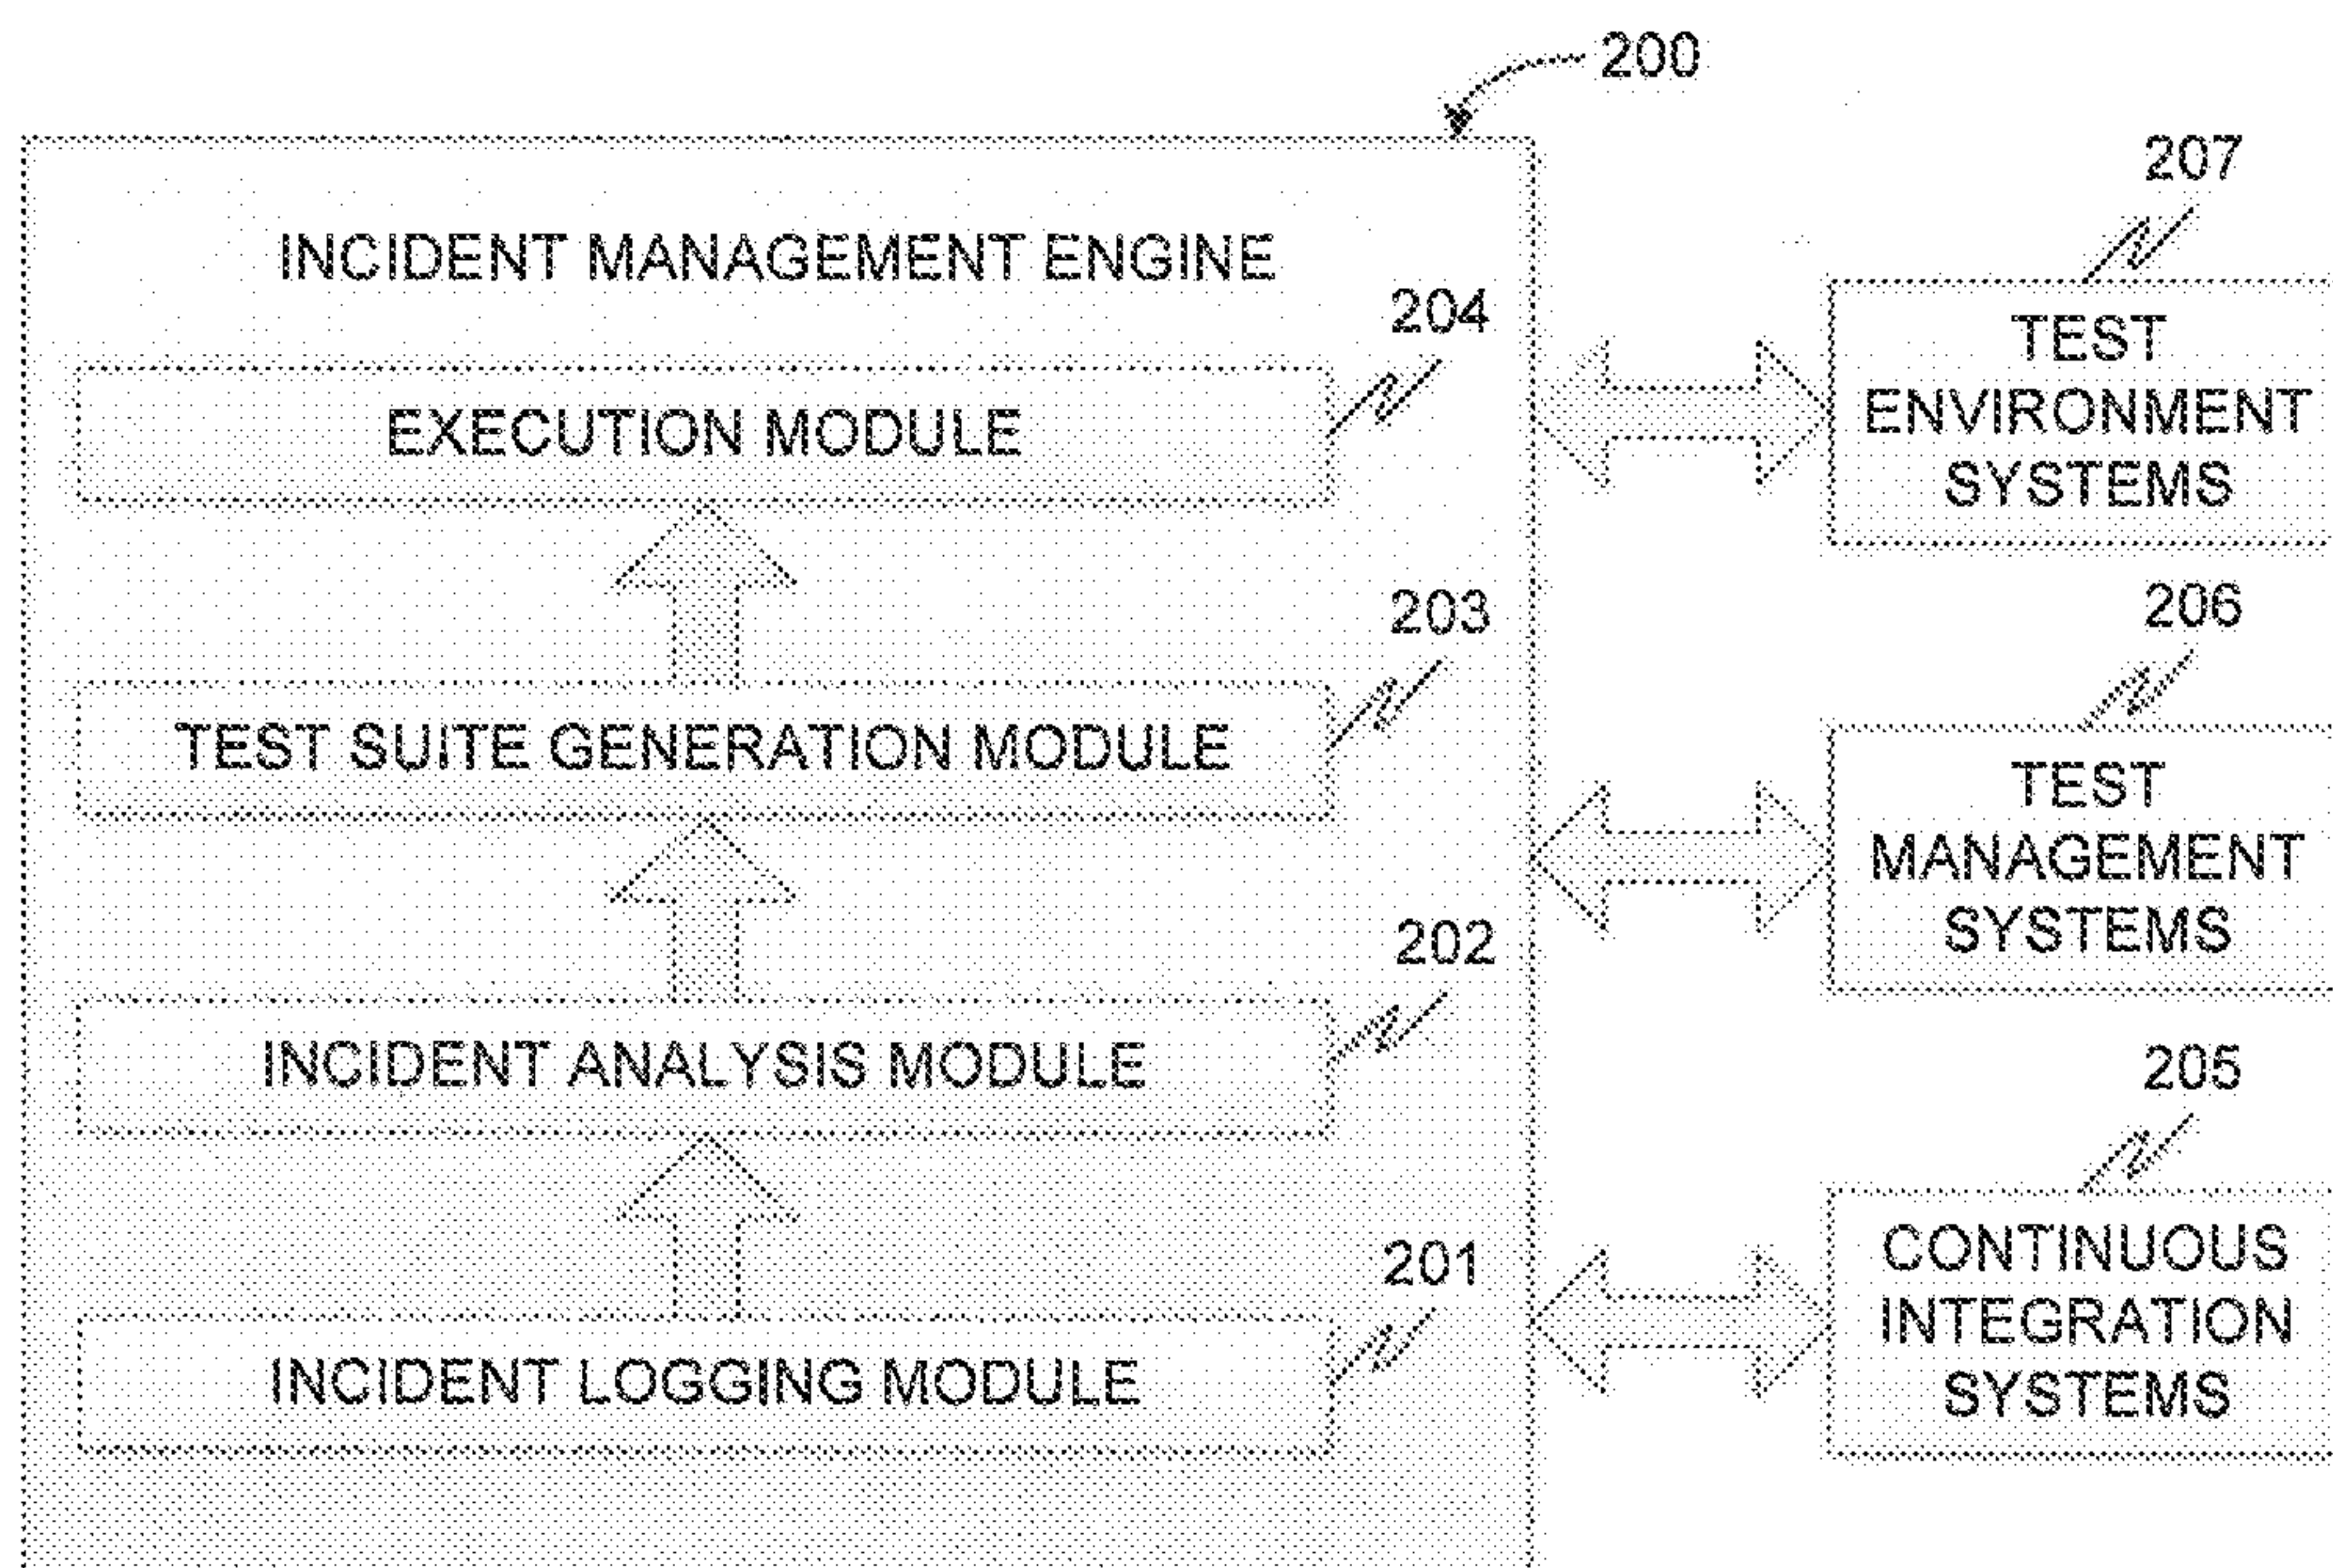 200
207
INCIDENT MANAGEMENT ENGINE
204
TEST
ENVIRONMENT
SYSTEMS
EXECUTION MODULE
203
206
TEST SUITE GENERATION MODULE
TEST
MANAGEMENT
SYSTEMS
202
INCIDENT ANALYSIS MODULE
205
201
CONTINUOUS
INTEGRATION
SYSTEMS
INCIDENT LOGGING MODULE